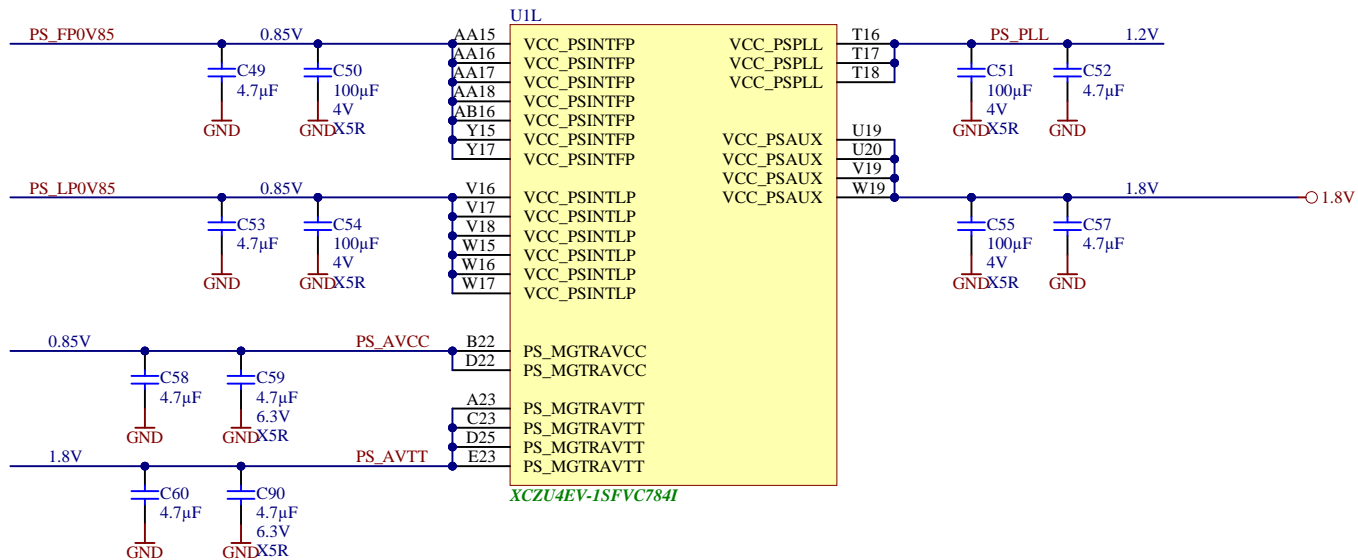 U1L
PS_FP0V85
0.85V
C49
4.7µF
GND
C50
100µF
4V
X5R
GND
AA15 VCC_PSINTFP
AA16 VCC_PSINTFP
AA17 VCC_PSINTFP
AA18 VCC_PSINTFP
AB16 VCC_PSINTFP
Y15 VCC_PSINTFP
Y17 VCC_PSINTFP
VCC_PSPLL T16
VCC_PSPLL T17
VCC_PSPLL T18
PS_PLL
1.2V
C51
100µF
4V
X5R
GND
C52
4.7µF
GND
PS_LP0V85
0.85V
C53
4.7µF
GND
C54
100µF
4V
X5R
GND
V16 VCC_PSINTLP
V17 VCC_PSINTLP
V18 VCC_PSINTLP
W15 VCC_PSINTLP
W16 VCC_PSINTLP
W17 VCC_PSINTLP
VCC_PSAUX U19
VCC_PSAUX U20
VCC_PSAUX V19
VCC_PSAUX W19
1.8V
1.8V
C55
100µF
4V
X5R
GND
C57
4.7µF
GND
0.85V
PS_AVCC
C58
4.7µF
GND
C59
4.7µF
6.3V
X5R
GND
B22 PS_MGTRAVCC
D22 PS_MGTRAVCC
A23 PS_MGTRAVTT
C23 PS_MGTRAVTT
D25 PS_MGTRAVTT
E23 PS_MGTRAVTT
1.8V
PS_AVTT
C60
4.7µF
GND
C90
4.7µF
6.3V
X5R
GND
XCZU4EV-1SFVC784I